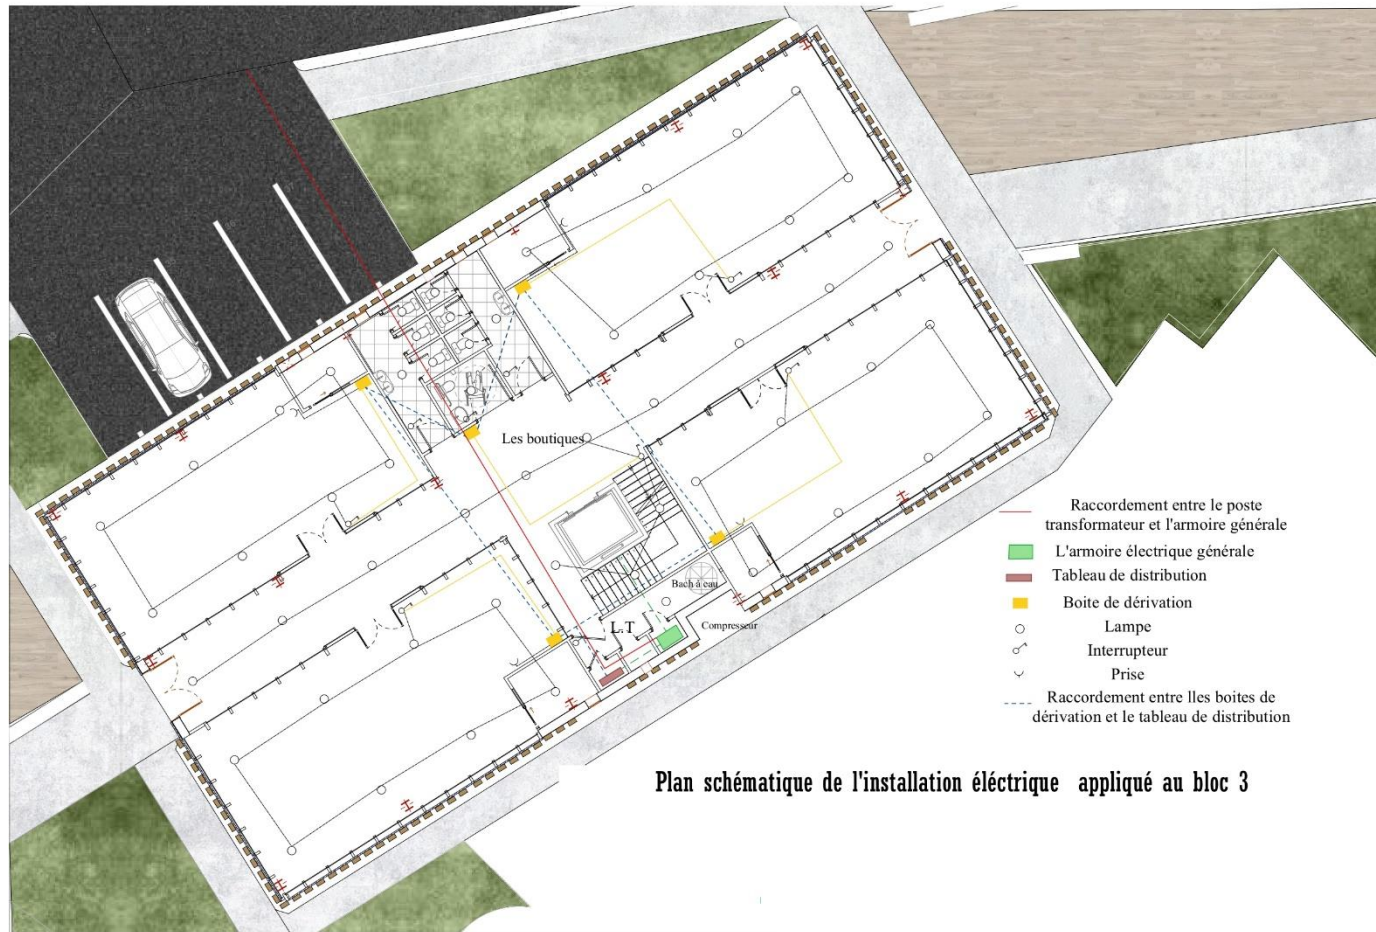 Les boutiques
Bach à eau
L.T
Compresseur
Raccordement entre le poste
transformateur et l'armoire générale
L'armoire électrique générale
Tableau de distribution
Boite de dérivation
Lampe
Interrupteur
Prise
Raccordement entre lles boites de
dérivation et le tableau de distribution
Plan schématique de l'installation éléctrique appliqué au bloc 3